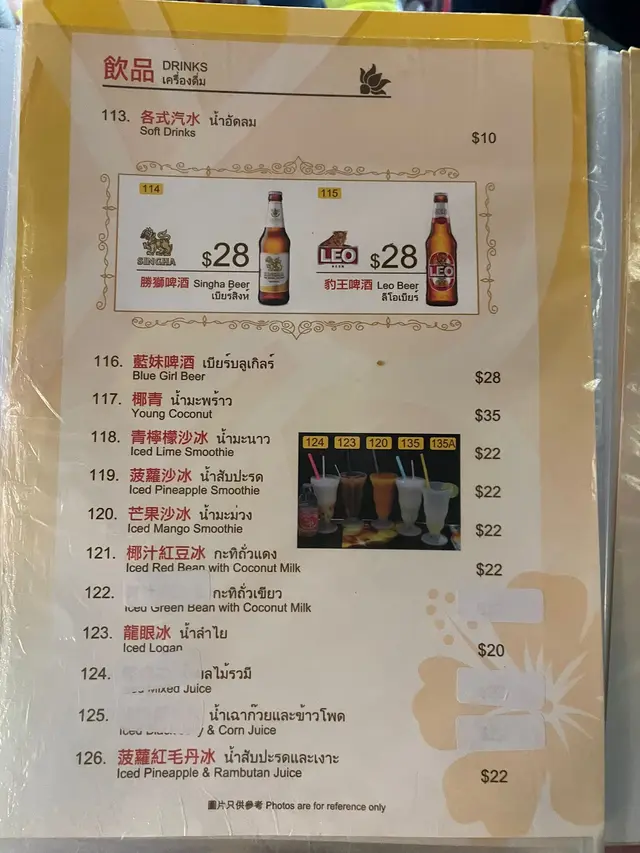 飲品 DRINKS
เครื่องดื่ม
113. 各式汽水 น้ำอัดลม
Soft Drinks
$10
114
SINGHA
$28
勝獅啤酒 Singha Beer
เบียร์สิงห
115
LEO
BEER
$28
LEO
豹王啤酒 Leo Beer
ลีโอเบียร์
116. 藍妹啤酒 เบียร์บลูเกิลร์
Blue Girl Beer
$28
117. 椰青 น้ำมะพร้าว
Young Coconut
$35
118. 青檸檬沙冰 น้ำมะนาว
Iced Lime Smoothie
$22
119. 菠蘿沙冰 น้ำสับปะรด
Iced Pineapple Smoothie
$22
120. 芒果沙冰 น้ำมะม่วง
Iced Mango Smoothie
$22
124 123 120 135 135A
121. 椰汁紅豆冰 กะทิถั่วแดง
Iced Red Bean with Coconut Milk
$22
122. กะทิถั่วเขียว
Iced Green Bean with Coconut Milk
123. 龍眼冰 น้ำลำไย
Iced Logan
$20
124. ลไม้รวมี
Mixed Juice
125. น้ำเฉาก๊วยและข้าวโพด
Iced & Corn Juice
126. 菠蘿紅毛丹冰 น้ำสับปะรดและเงาะ
Iced Pineapple & Rambutan Juice
$22
圖片只供參考 Photos are for reference only